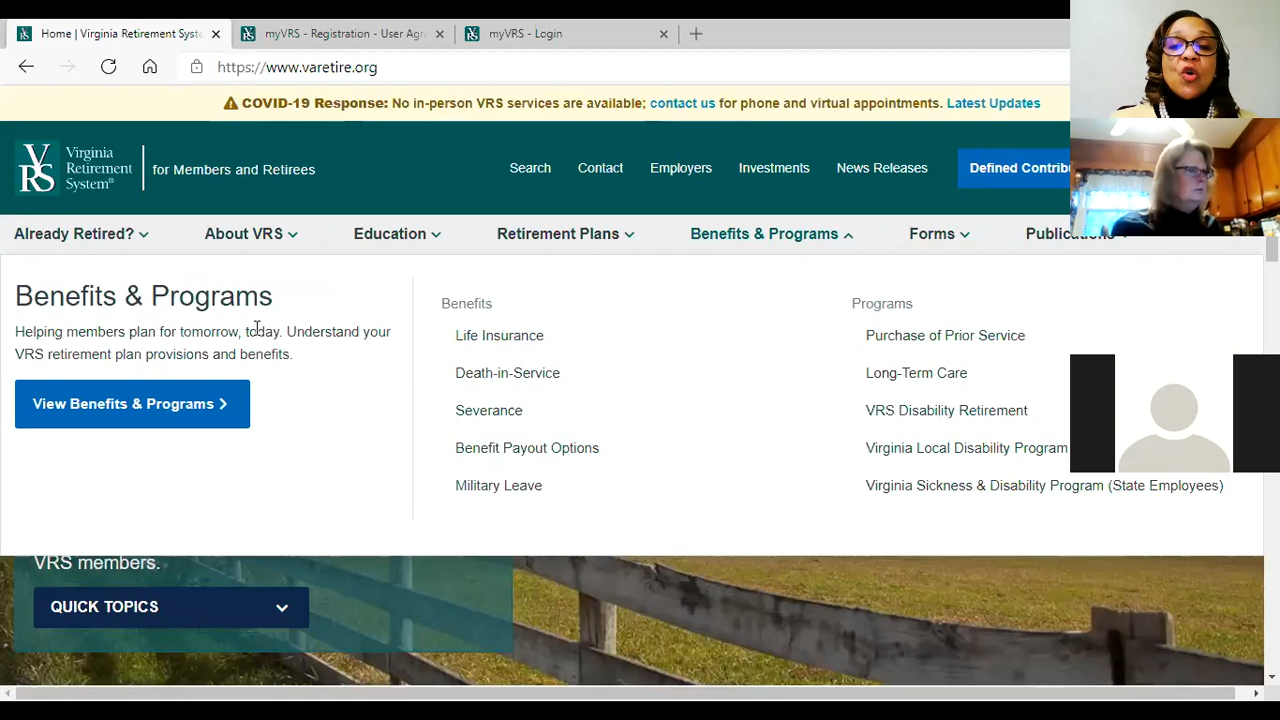 Home | Virginia Retirement Syste
myVRS - Registration - User Agre
myVRS - Login
https://www.varetire.org
COVID-19 Response: No in-person VRS services are available; contact us for phone and virtual appointments. Latest Updates
VRS
Virginia
Retirement
System®
for Members and Retirees
Search
Contact
Employers
Investments
News Releases
Defined Contribu
Already Retired?
About VRS
Education
Retirement Plans
Benefits & Programs
Forms
Publications
Benefits & Programs
Helping members plan for tomorrow, today. Understand your
VRS retirement plan provisions and benefits.
View Benefits & Programs
Benefits
Life Insurance
Death-in-Service
Severance
Benefit Payout Options
Military Leave
Programs
Purchase of Prior Service
Long-Term Care
VRS Disability Retirement
Virginia Local Disability Program
Virginia Sickness & Disability Program (State Employees)
VRS members.
QUICK TOPICS